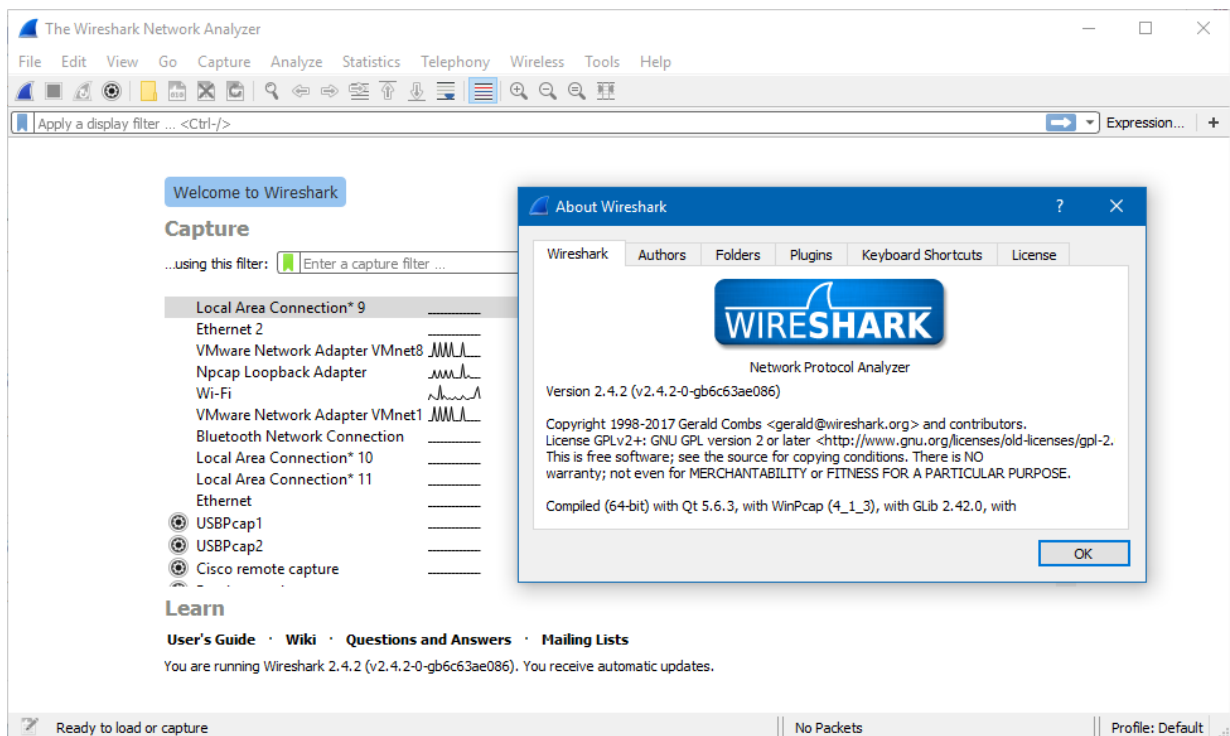 The Wireshark Network Analyzer
File Edit View Go Capture Analyze Statistics Telephony Wireless Tools Help
Apply a display filter ... <Ctrl-/>
Expression... +
Welcome to Wireshark
Capture
...using this filter: Enter a capture filter ...
Local Area Connection* 9
Ethernet 2
VMware Network Adapter VMnet8
Npcap Loopback Adapter
Wi-Fi
VMware Network Adapter VMnet1
Bluetooth Network Connection
Local Area Connection* 10
Local Area Connection* 11
Ethernet
USBPcap1
USBPcap2
Cisco remote capture
Learn
User's Guide · Wiki · Questions and Answers · Mailing Lists
You are running Wireshark 2.4.2 (v2.4.2-0-gb6c63ae086). You receive automatic updates.
Ready to load or capture
No Packets
Profile: Default
About Wireshark
?
Wireshark Authors Folders Plugins Keyboard Shortcuts License
WIRESHARK
Network Protocol Analyzer
Version 2.4.2 (v2.4.2-0-gb6c63ae086)
Copyright 1998-2017 Gerald Combs <gerald@wireshark.org> and contributors.
License GPLv2+: GNU GPL version 2 or later <http://www.gnu.org/licenses/old-licenses/gpl-2.
This is free software; see the source for copying conditions. There is NO
warranty; not even for MERCHANTABILITY or FITNESS FOR A PARTICULAR PURPOSE.
Compiled (64-bit) with Qt 5.6.3, with WinPcap (4_1_3), with GLib 2.42.0, with
OK